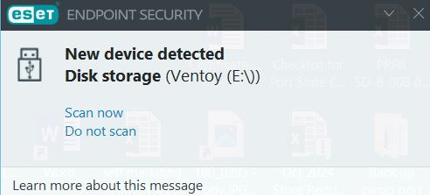 eset ENDPOINT SECURITY
New device detected
Disk storage (Ventoy (E:\))
Scan now
Do not scan
Learn more about this message